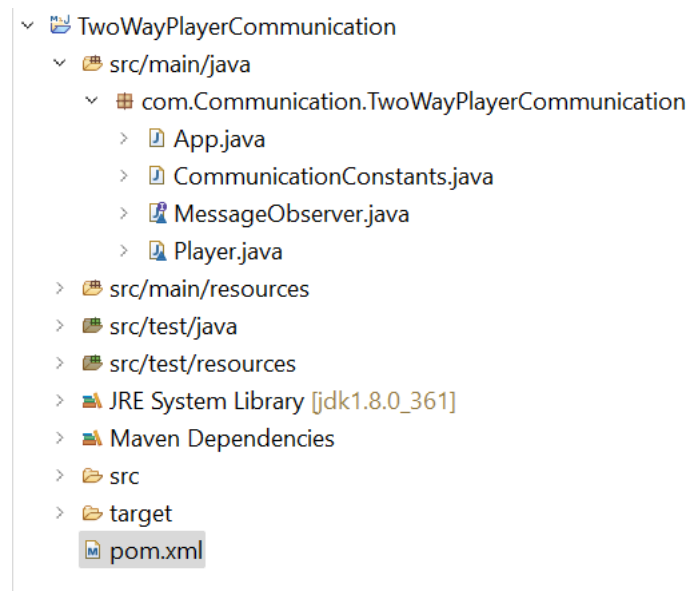 TwoWayPlayerCommunication
src/main/java
com.Communication.TwoWayPlayerCommunication
App.java
CommunicationConstants.java
MessageObserver.java
Player.java
src/main/resources
src/test/java
src/test/resources
JRE System Library [jdk1.8.0_361]
Maven Dependencies
src
target
pom.xml